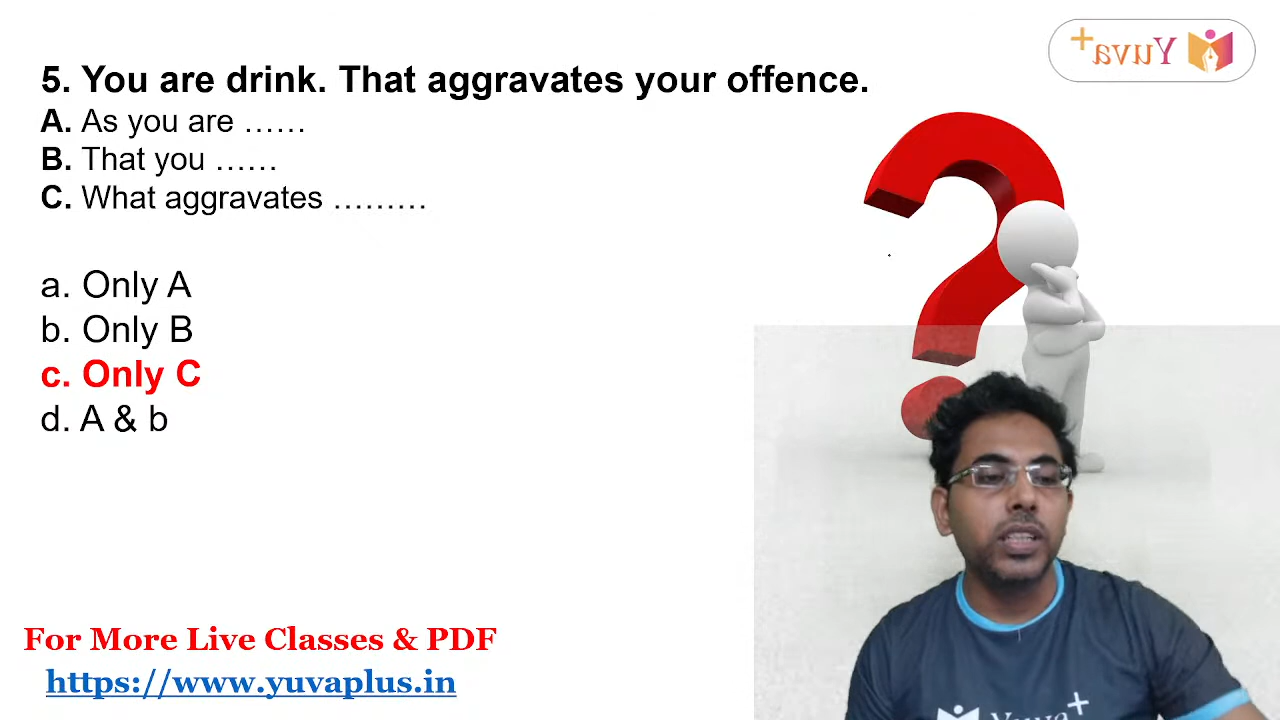 Yuva+
5. You are drink. That aggravates your offence.
A. As you are ……
B. That you ……
C. What aggravates ………
a. Only A
b. Only B
c. Only C
d. A & b
For More Live Classes & PDF
https://www.yuvaplus.in